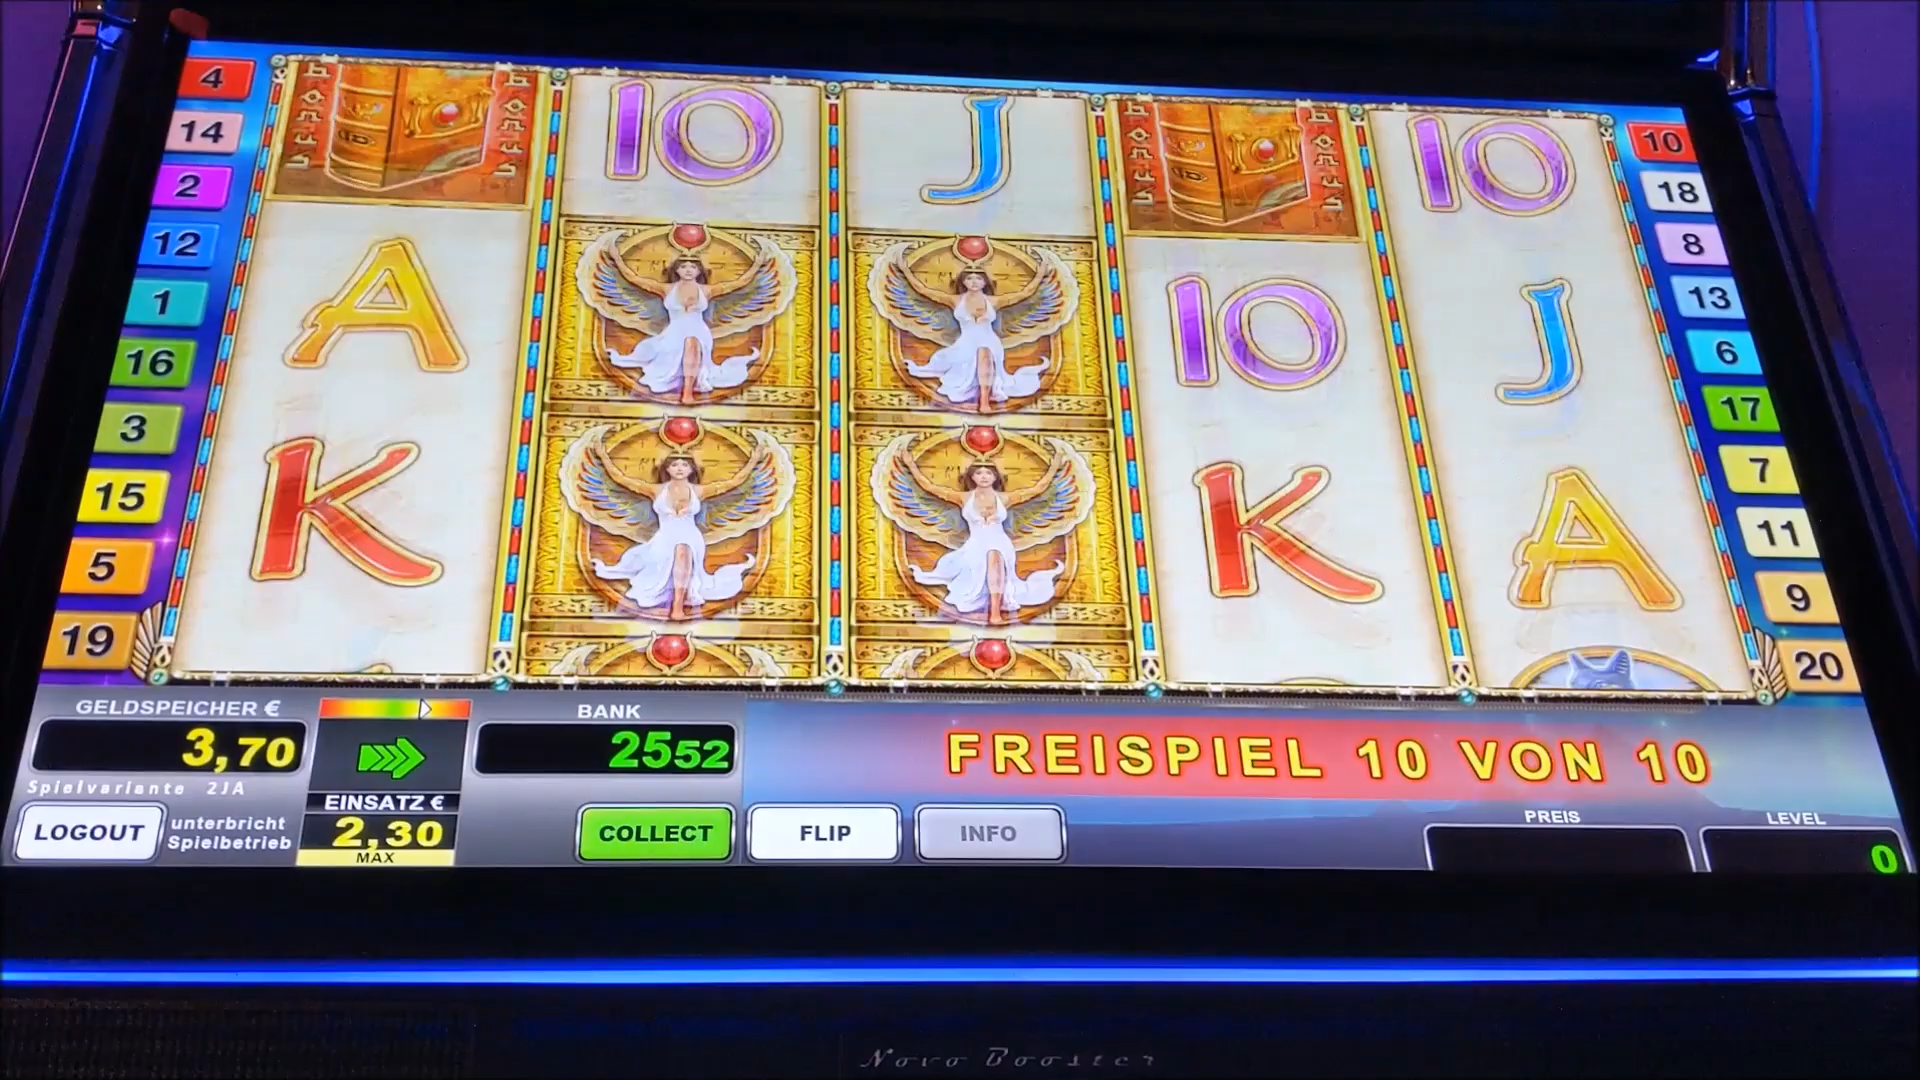 4
14
2
12
1
16
3
15
5
19
10 J 10
A 10 J
K K A
10
18
8
13
6
17
7
11
9
20
GELDSPEICHER €
3,70
Spielvariante 2JA
LOGOUT
unterbricht
Spielbetrieb
EINSATZ €
2,30
MAX
BANK
2552
COLLECT
FLIP
INFO
FREISPIEL 10 VON 10
PREIS
LEVEL
0
Novo Booster